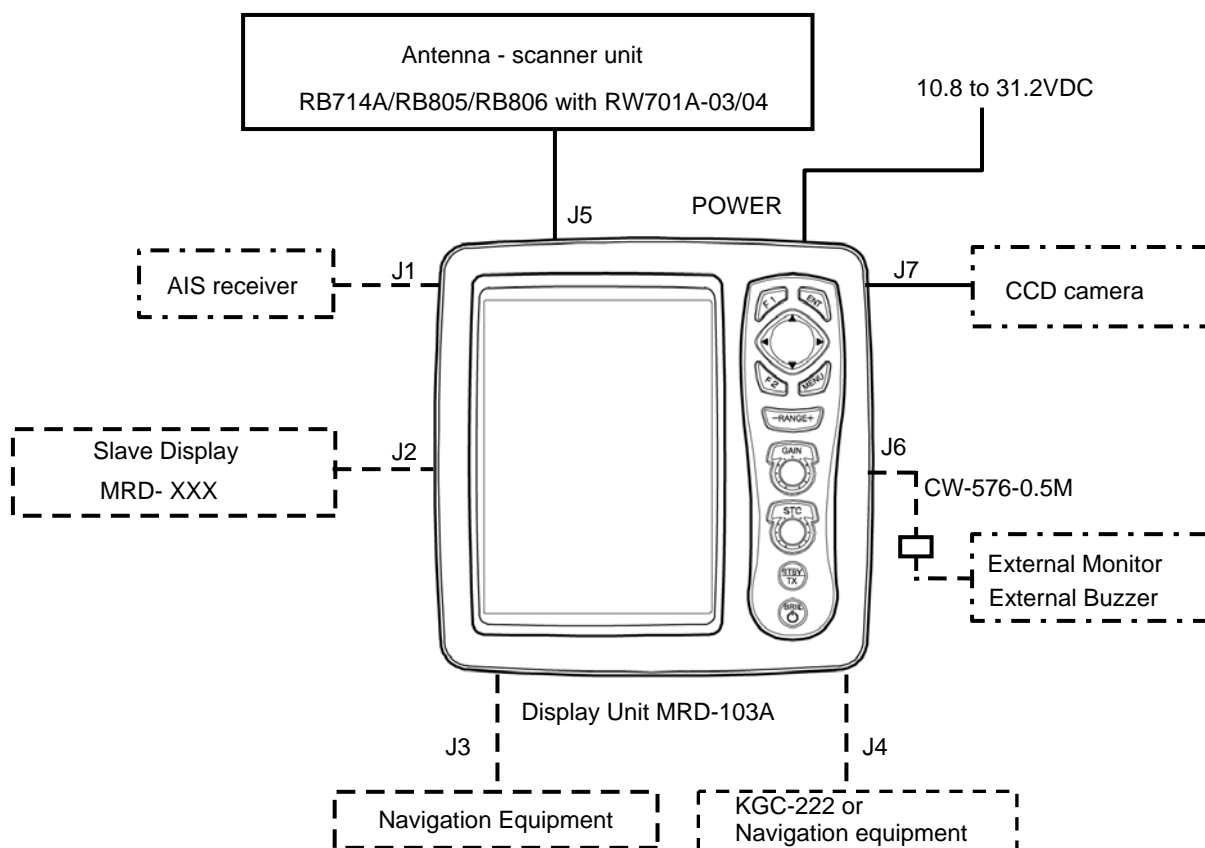 Antenna - scanner unit
RB714A/RB805/RB806 with RW701A-03/04
10.8 to 31.2VDC
J5
POWER
AIS receiver
J1
J7
CCD camera
F1
ENT
F2
MENU
−RANGE+
Slave Display
MRD- XXX
J2
GAIN
J6
CW-576-0.5M
STC
External Monitor
External Buzzer
STBY
TX
BRIL
Display Unit MRD-103A
J3
J4
Navigation Equipment
KGC-222 or
Navigation equipment